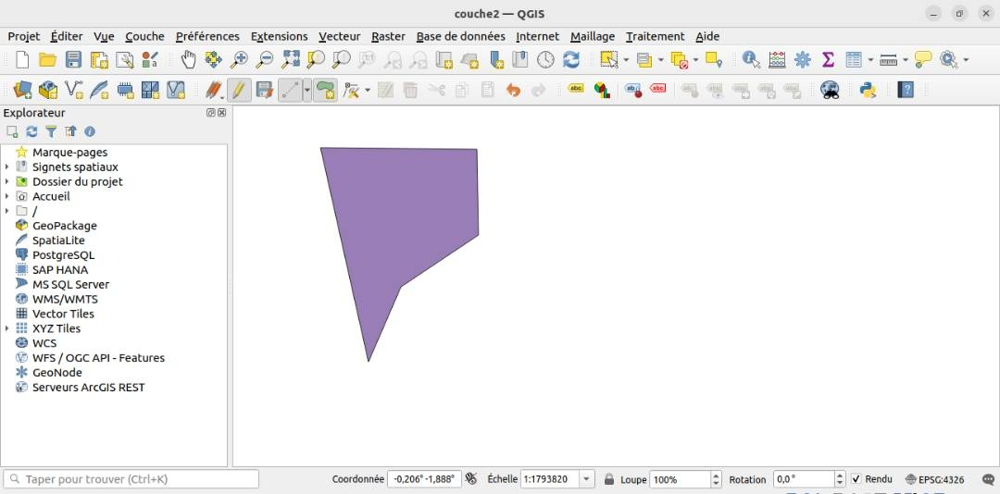 couche2 — QGIS
Projet Éditer Vue Couche Préférences Extensions Vecteur Raster Base de données Internet Maillage Traitement Aide
Explorateur
Marque-pages
Signets spatiaux
Dossier du projet
Accueil
/
GeoPackage
SpatiaLite
PostgreSQL
SAP HANA
MS SQL Server
WMS/WMTS
Vector Tiles
XYZ Tiles
WCS
WFS / OGC API - Features
GeoNode
Serveurs ArcGIS REST
Taper pour trouver (Ctrl+K) Coordonnée -0,206° -1,888° Échelle 1:1793820 Loupe 100% Rotation 0,0° Rendu EPSG:4326